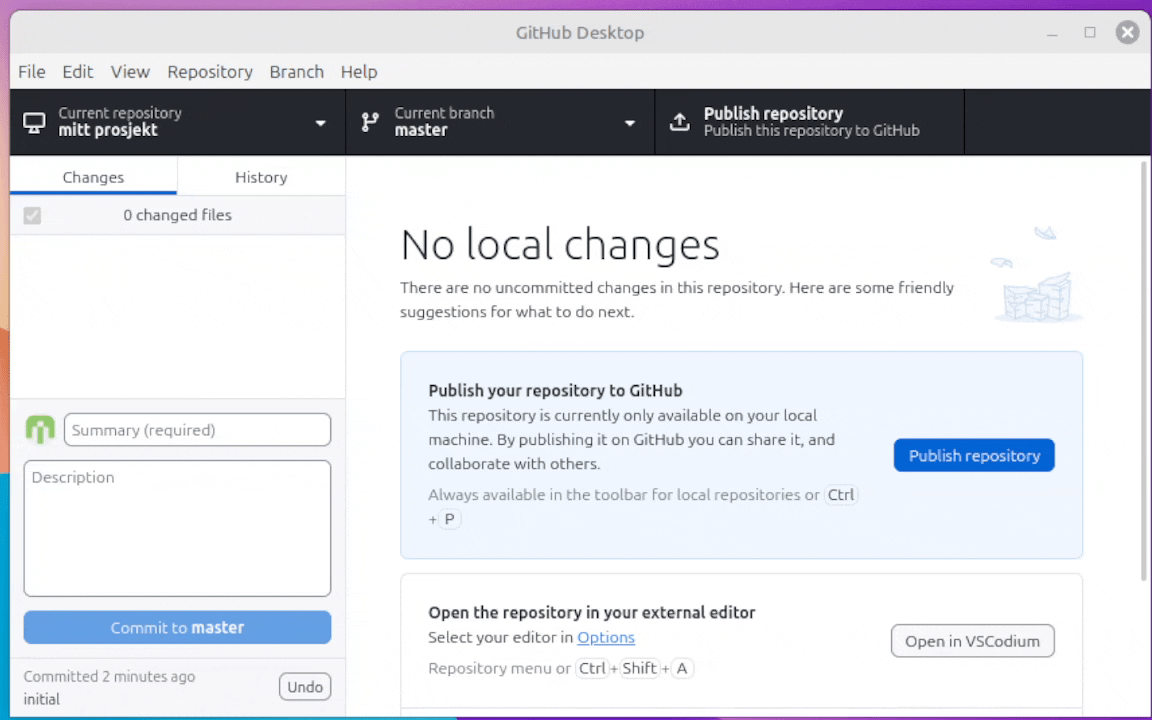 GitHub Desktop
File Edit View Repository Branch Help
Current repository
mitt prosjekt
Current branch
master
Publish repository
Publish this repository to GitHub
Changes
History
0 changed files
Summary (required)
Description
Commit to master
Committed 2 minutes ago
initial
Undo
No local changes
There are no uncommitted changes in this repository. Here are some friendly
suggestions for what to do next.
Publish your repository to GitHub
This repository is currently only available on your local
machine. By publishing it on GitHub you can share it, and
collaborate with others.
Always available in the toolbar for local repositories or Ctrl
+ P
Publish repository
Open the repository in your external editor
Select your editor in Options
Repository menu or Ctrl + Shift + A
Open in VSCodium